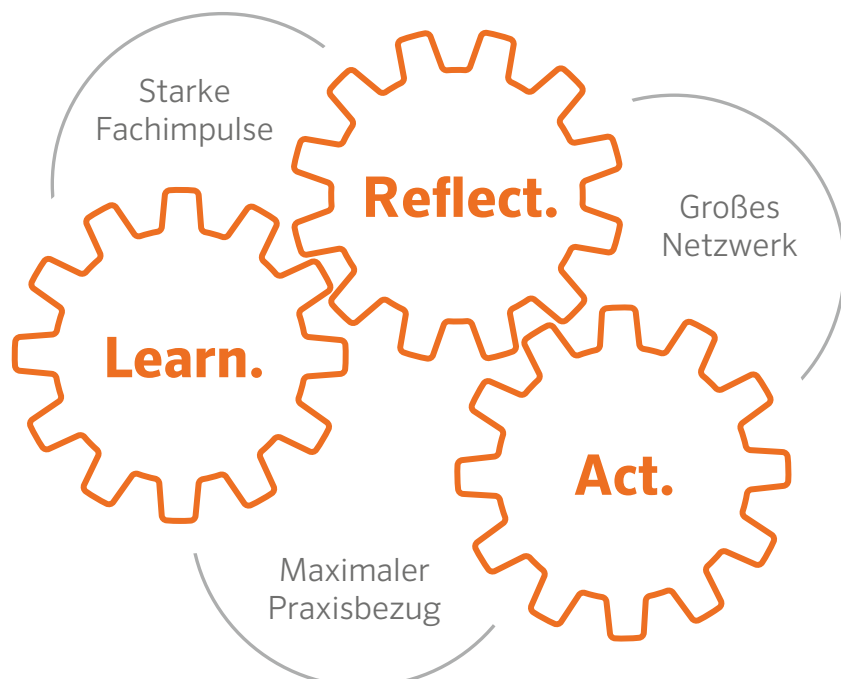 Starke
Fachimpulse
Reflect.
Großes
Netzwerk
Learn.
Act.
Maximaler
Praxisbezug